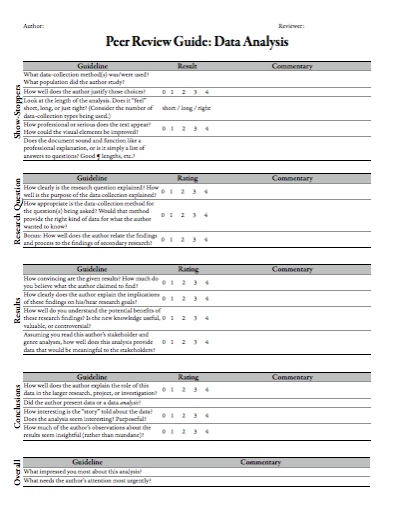 Author:
Reviewer:
Peer Review Guide: Data Analysis
Show-Stoppers
Guideline Result Commentary
What data-collection method(s) was/were used?
What population did the author study?
How well does the author justify those choices? 0 1 2 3 4
Look at the length of the analysis. Does it "feel"
short, long, or just right? (Consider the number of
data-collection types being used.)
short / long / right
How professional or serious does the text appear?
How could the visual elements be improved?
0 1 2 3 4
Does the document sound and function like a
professional explanation, or is it simply a list of
answers to questions? Good ¶ lengths, etc.?
Research Question
Guideline Rating Commentary
How clearly is the research question explained? How
well is the purpose of the data collection explained?
0 1 2 3 4
How appropriate is the data-collection method for
the question(s) being asked? Would that method
provide the right kind of data for what the author
wanted to know?
0 1 2 3 4
Bonus: How well does the author relate the findings
and process to the findings of secondary research?
0 1 2 3 4
Results
Guideline Rating Commentary
How convincing are the given results? How much do
you believe what the author claimed to find?
0 1 2 3 4
How clearly does the author explain the implications
of these findings on his/her research goals?
0 1 2 3 4
How well do you understand the potential benefits of
these research findings? Is the new knowledge useful,
valuable, or controversial?
0 1 2 3 4
Assuming you read this author's stakeholder and
genre analyses, how well does this analysis provide
data that would be meaningful to the stakeholders?
0 1 2 3 4
Conclusions
Guideline Rating Commentary
How well does the author explain the role of this
data in the larger research, project, or investigation?
0 1 2 3 4
Did the author present data or a data analysis?
How interesting is the "story" told about the data?
Does the analysis seem interesting? Purposeful?
0 1 2 3 4
How much of the author's observations about the
results seem insightful (rather than mundane)?
0 1 2 3 4
Overall
Guideline Commentary
What impressed you most about this analysis?
What needs the author's attention most urgently?